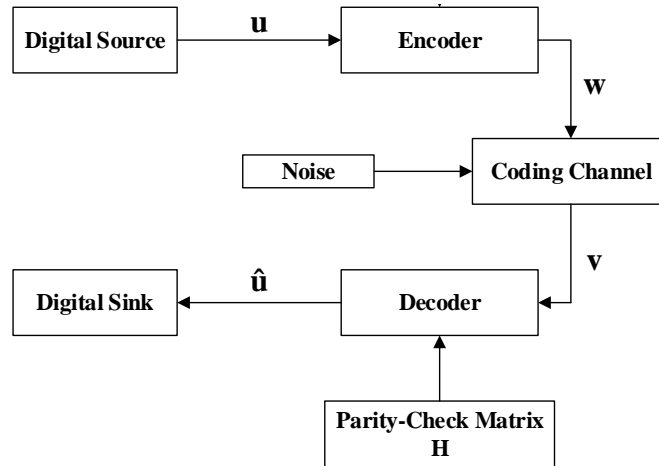 Digital Source
u
Encoder
w
Noise
Coding Channel
v
Digital Sink
û
Decoder
Parity-Check Matrix
H